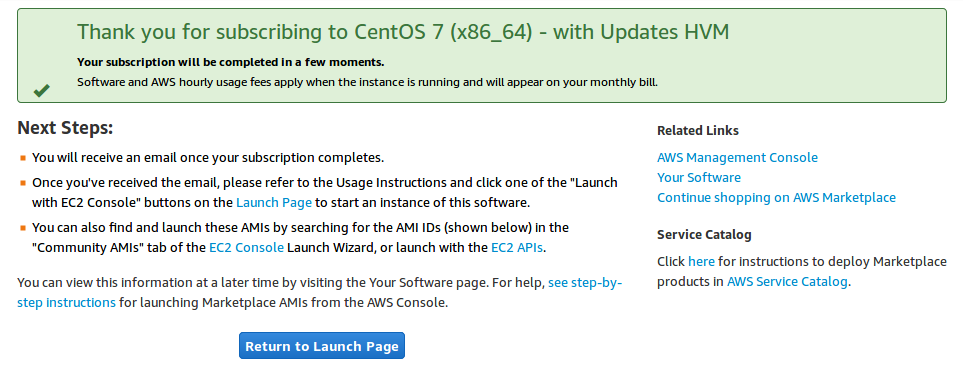 Thank you for subscribing to CentOS 7 (x86_64) - with Updates HVM
Your subscription will be completed in a few moments.
Software and AWS hourly usage fees apply when the instance is running and will appear on your monthly bill.
Next Steps:
You will receive an email once your subscription completes.
Once you've received the email, please refer to the Usage Instructions and click one of the "Launch
with EC2 Console" buttons on the Launch Page to start an instance of this software.
You can also find and launch these AMIs by searching for the AMI IDs (shown below) in the
"Community AMIs" tab of the EC2 Console Launch Wizard, or launch with the EC2 APIs.
You can view this information at a later time by visiting the Your Software page. For help, see step-by-
step instructions for launching Marketplace AMIs from the AWS Console.
Return to Launch Page
Related Links
AWS Management Console
Your Software
Continue shopping on AWS Marketplace
Service Catalog
Click here for instructions to deploy Marketplace
products in AWS Service Catalog.